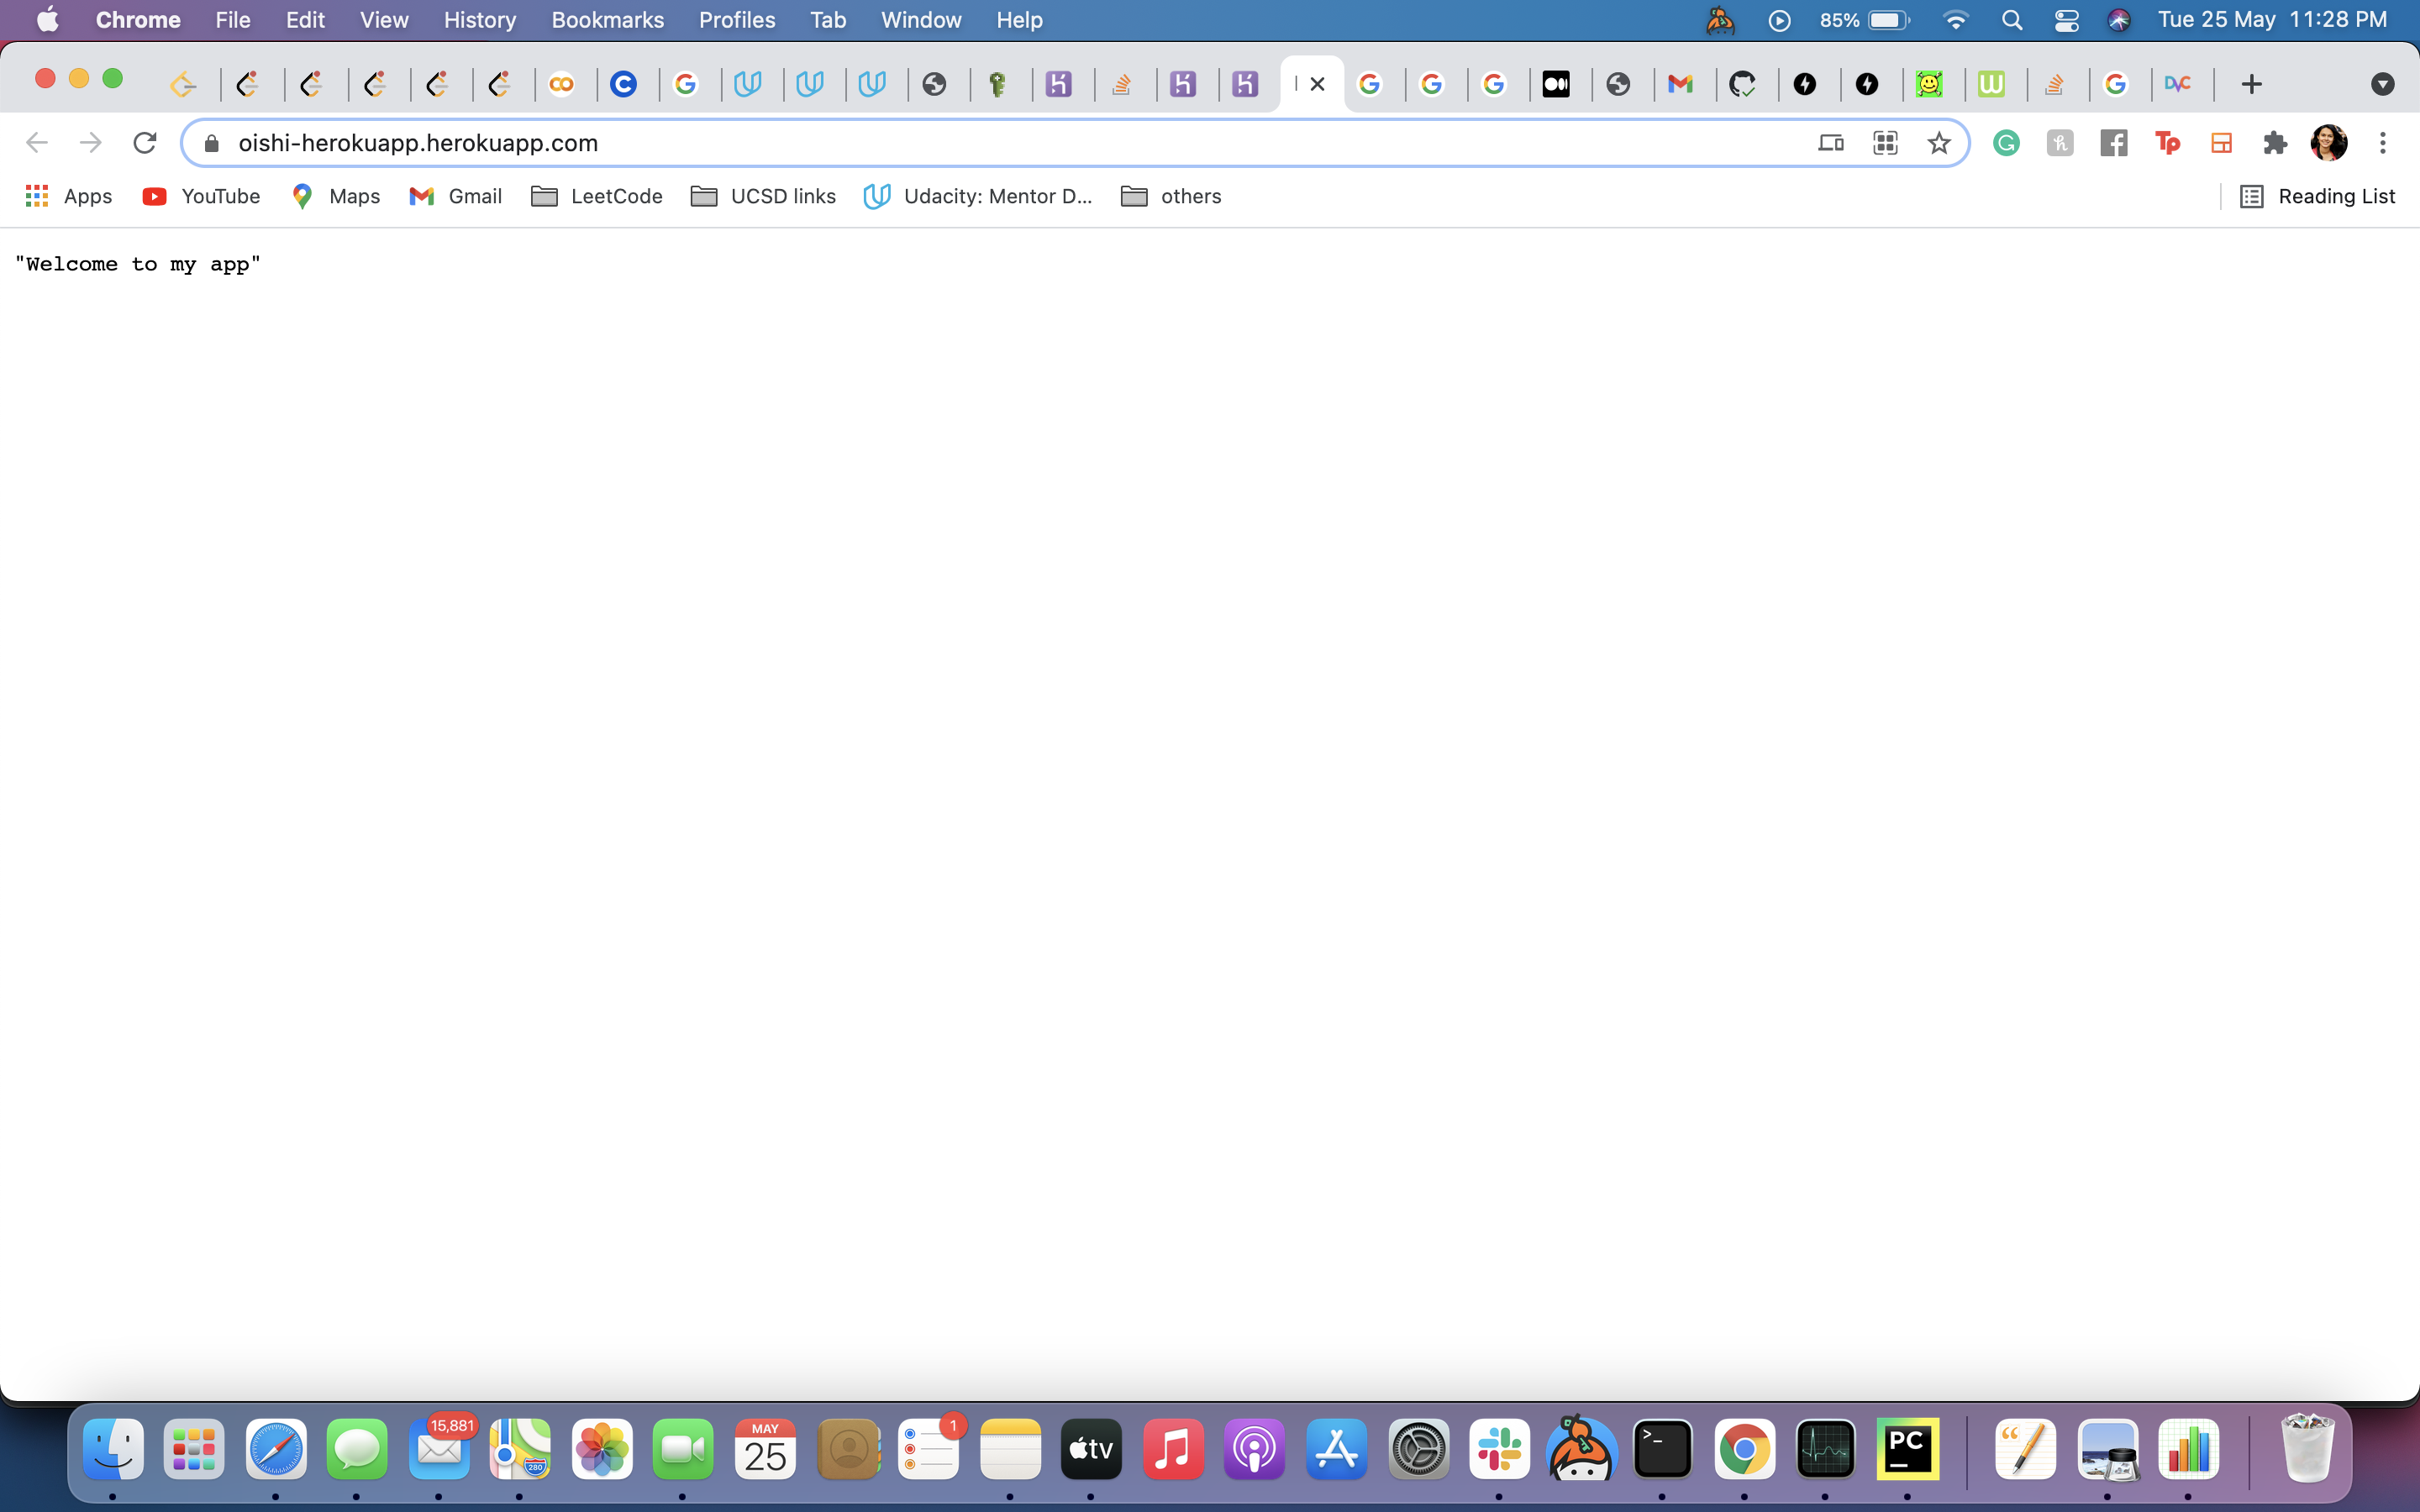 Chrome File Edit View History Bookmarks Profiles Tab Window Help 85% Tue 25 May 11:28 PM
oishi-herokuapp.herokuapp.com
Apps YouTube Maps Gmail LeetCode UCSD links Udacity: Mentor D... others Reading List
"Welcome to my app"
15,881
MAY
25
1
tv
280
>_
PC